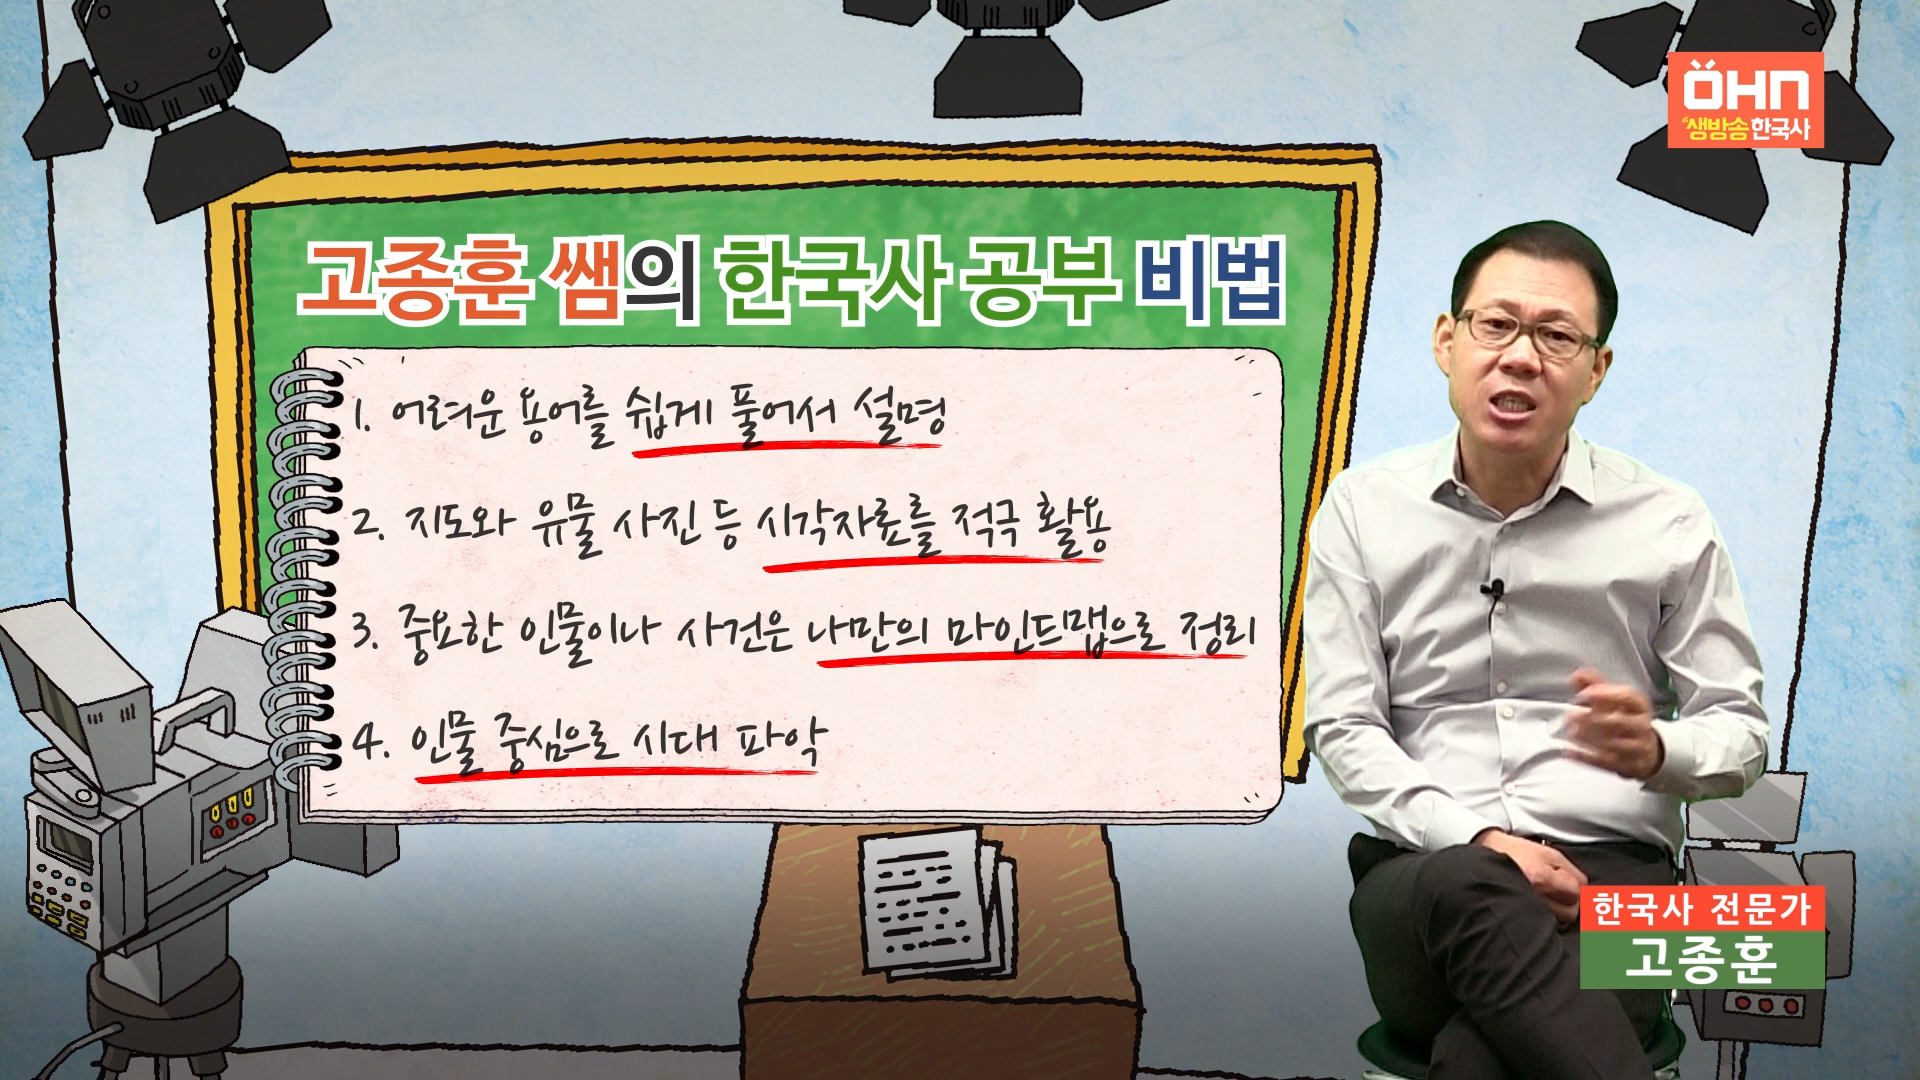 ÖHN
“생방송 한국사
고종훈 쌤의 한국사 공부 비법
1. 어려운 용어를 쉽게 풀어서 설명
2. 지도와 유물 사진 등 시각자료를 적극 활용
3. 중요한 인물이나 사건은 나만의 마인드맵으로 정리
4. 인물 중심으로 시대 파악
한국사 전문가
고종훈